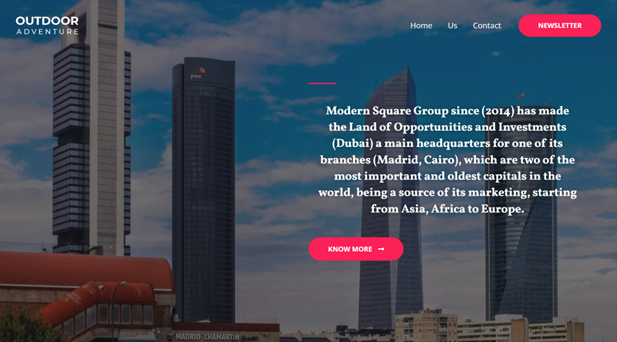 OUTDOOR
ADVENTURE
Home Us Contact NEWSLETTER
pwc
Modern Square Group since (2014) has made
the Land of Opportunities and Investments
(Dubai) a main headquarters for one of its
branches (Madrid, Cairo), which are two of the
most important and oldest capitals in the
world, being a source of its marketing, starting
from Asia, Africa to Europe.
KNOW MORE
MADRID CHAMARTIN